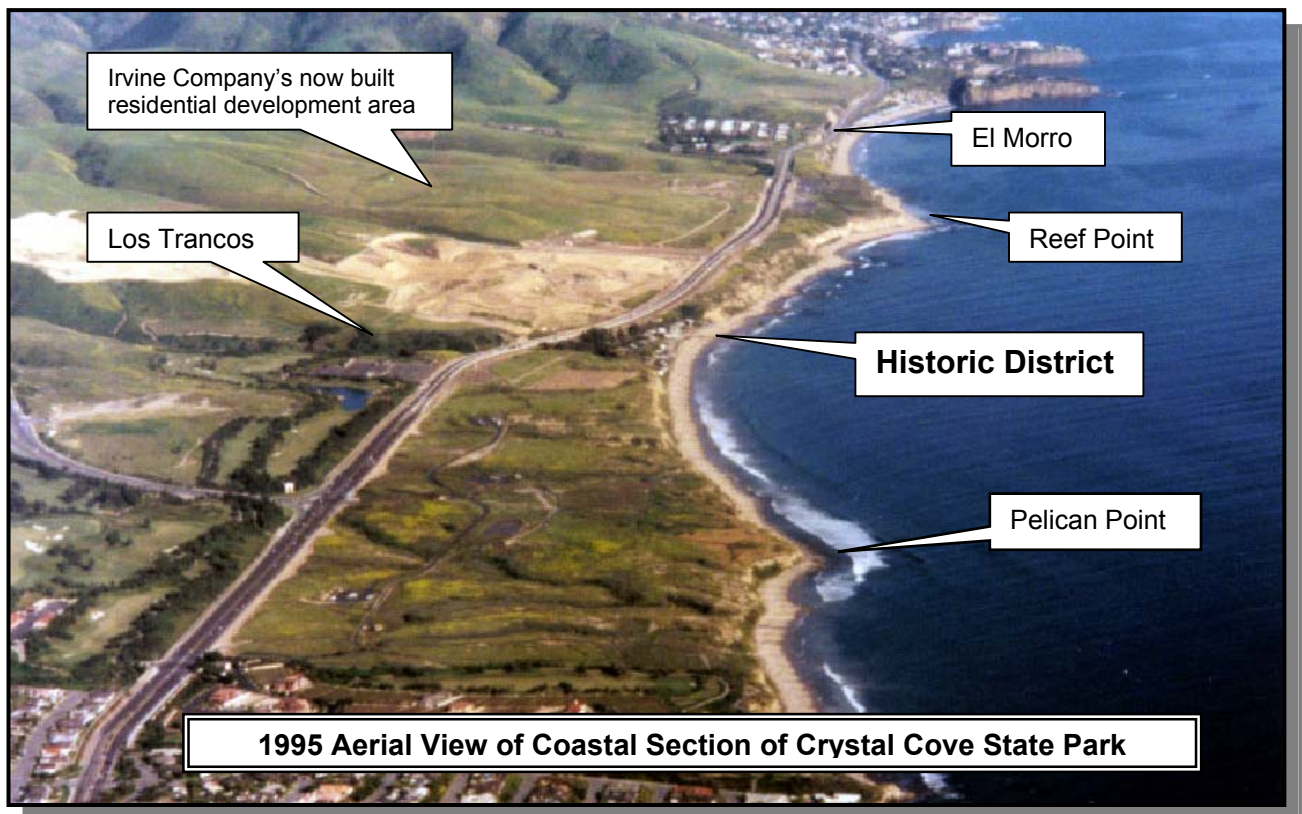 Irvine Company's now built
residential development area
El Morro
Los Trancos
Reef Point
Historic District
Pelican Point
1995 Aerial View of Coastal Section of Crystal Cove State Park